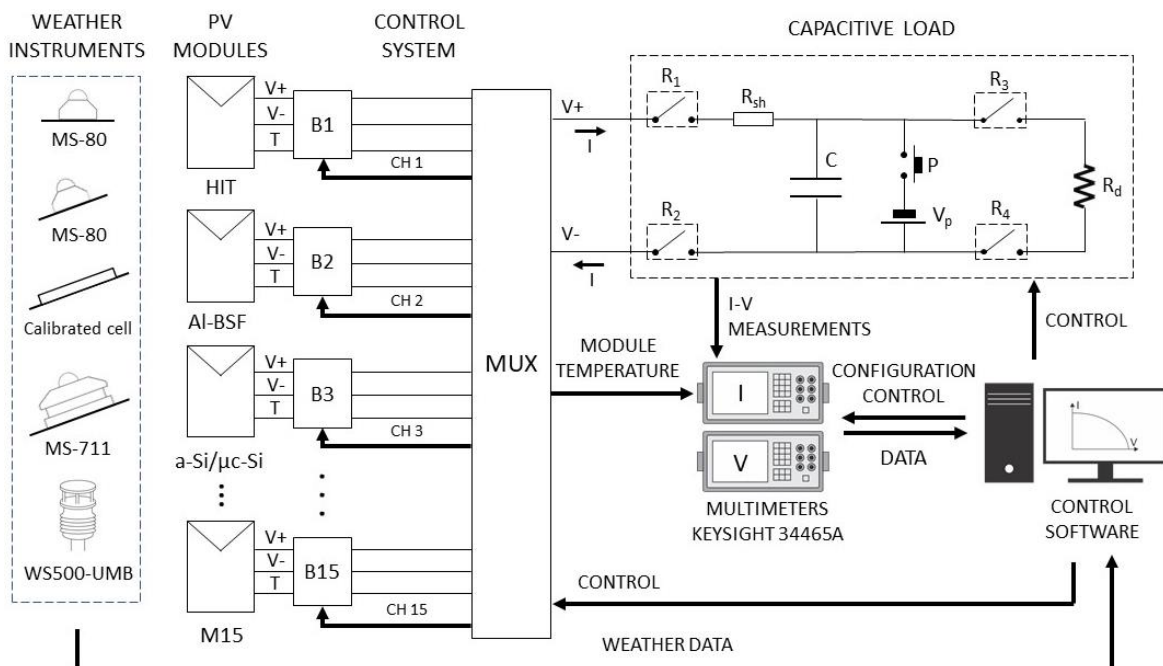 WEATHER
INSTRUMENTS
MS-80
MS-80
Calibrated cell
MS-711
WS500-UMB
PV
MODULES
HIT
Al-BSF
a-Si/µc-Si
M15
CONTROL
SYSTEM
V+
V-
T
B1
CH 1
V+
V-
T
B2
CH 2
V+
V-
T
B3
CH 3
V+
V-
T
B15
CH 15
MUX
CAPACITIVE LOAD
V+
I
V-
I
R1
Rsh
R3
C
P
Rd
R2
Vp
R4
I-V
MEASUREMENTS
MODULE
TEMPERATURE
I
V
MULTIMETERS
KEYSIGHT 34465A
CONFIGURATION
CONTROL
DATA
CONTROL
I
V
CONTROL
SOFTWARE
CONTROL
WEATHER DATA